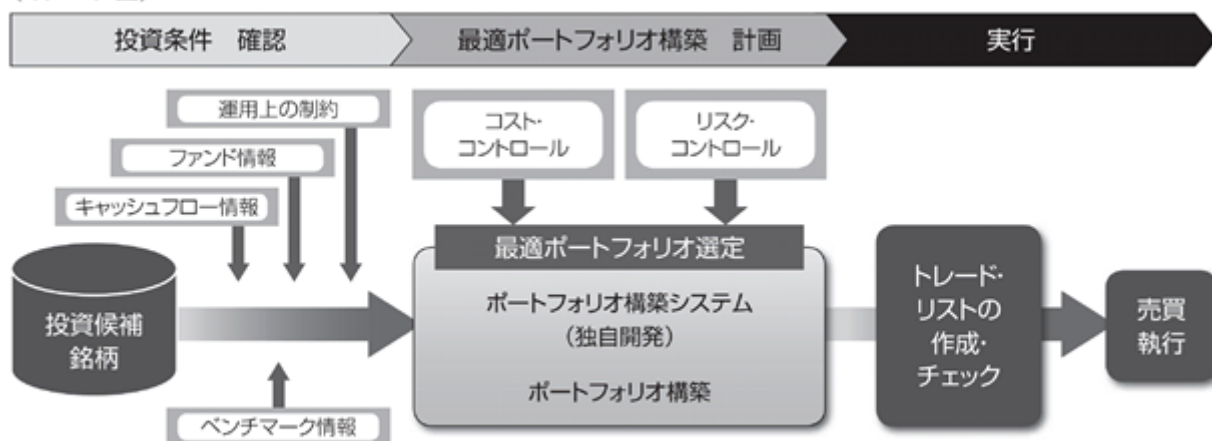 投資条件 確認
最適ポートフォリオ構築 計画
実行
運用上の制約
ファンド情報
キャッシュフロー情報
投資候補
銘柄
ベンチマーク情報
コスト・
コントロール
リスク・
コントロール
最適ポートフォリオ選定
ポートフォリオ構築システム
(独自開発)
ポートフォリオ構築
トレード・
リストの
作成・
チェック
売買
執行